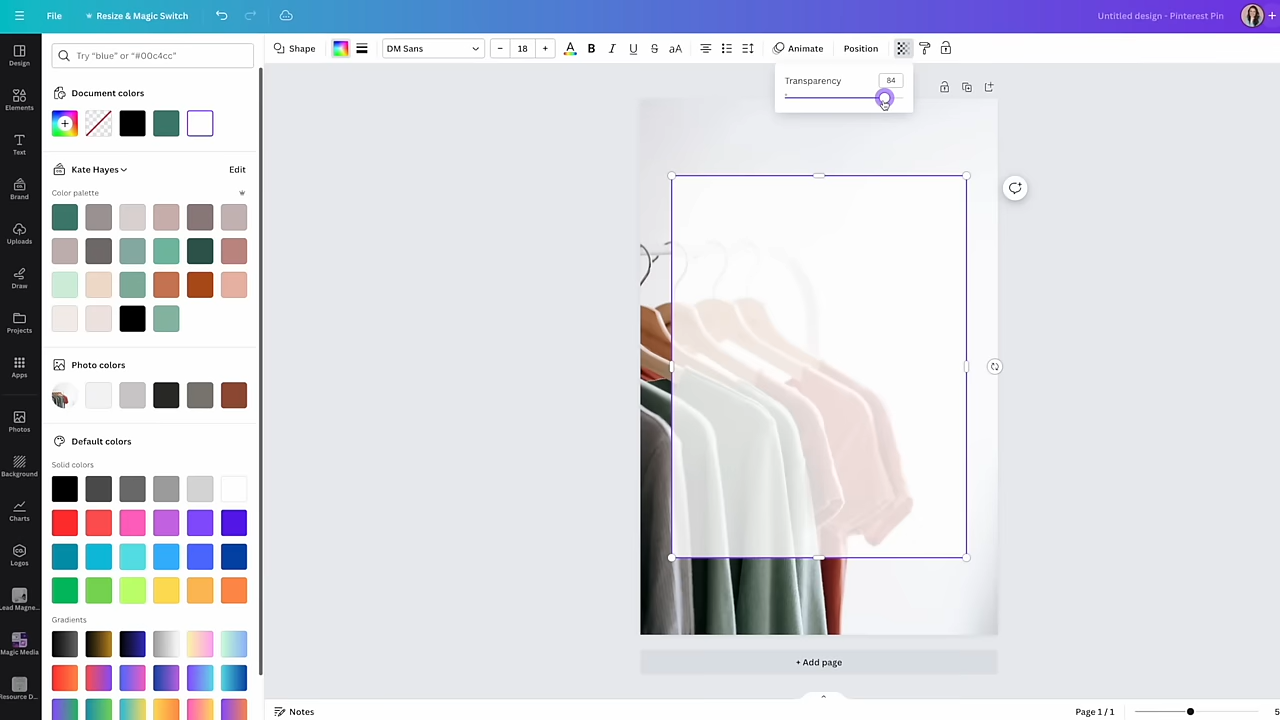 File
Resize & Magic Switch
Untitled design - Pinterest Pin
Design
Elements
Text
Brand
Uploads
Draw
Projects
Apps
Photos
Background
Charts
Logos
Lead Magne...
Magic Media
Resource D...
Try "blue" or "#00c4cc"
Document colors
Kate Hayes
Edit
Color palette
Photo colors
Default colors
Solid colors
Gradients
Shape
DM Sans
− 18 +
A B I U S aA
Animate
Position
Transparency 84
+ Add page
Notes
Page 1 / 1
5